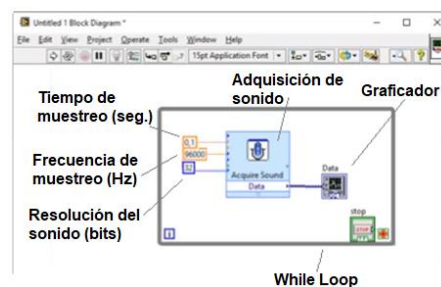 Untitled 1 Block Diagram *
File Edit View Project Operate Tools Window Help
15pt Application Font
Adquisición de
sonido
Graficador
Tiempo de
muestreo (seg.)
0,1
96000
Frecuencia de
muestreo (Hz)
Acquire Sound
Data
Data
Resolución del
sonido (bits)
stop
STOP
i
While Loop